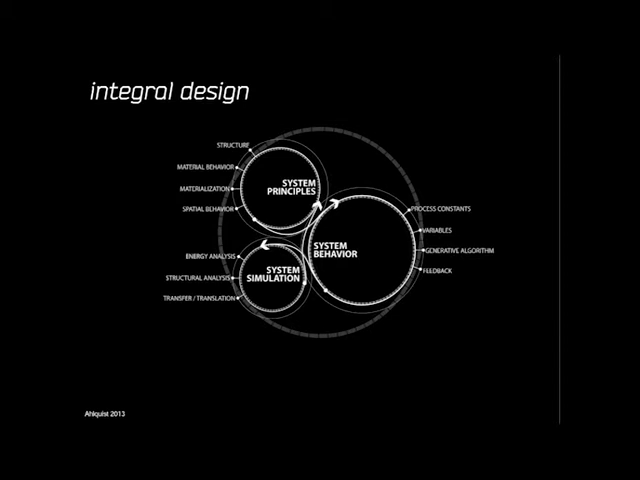 integral design
STRUCTURE
MATERIAL BEHAVIOR
MATERIALIZATION
SPATIAL BEHAVIOR
SYSTEM
PRINCIPLES
PROCESS CONSTANTS
VARIABLES
GENERATIVE ALGORITHM
FEEDBACK
SYSTEM
BEHAVIOR
ENERGY ANALYSIS
STRUCTURAL ANALYSIS
TRANSFER / TRANSLATION
SYSTEM
SIMULATION
Ahlquist 2013